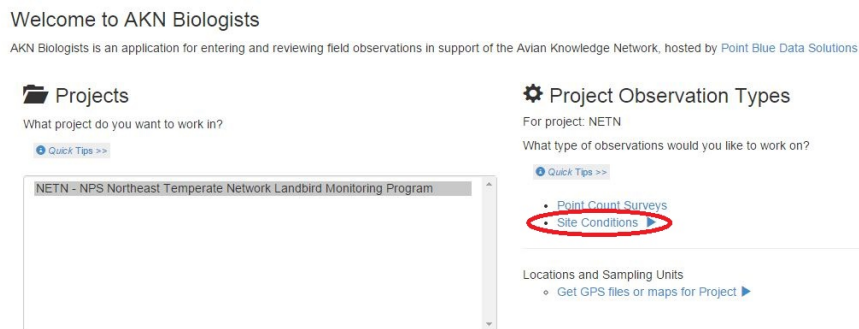 Welcome to AKN Biologists
AKN Biologists is an application for entering and reviewing field observations in support of the Avian Knowledge Network, hosted by Point Blue Data Solutions
Projects
What project do you want to work in?
Quick Tips >>
NETN - NPS Northeast Temperate Network Landbird Monitoring Program
Project Observation Types
For project: NETN
What type of observations would you like to work on?
Quick Tips >>
Point Count Surveys
Site Conditions
Locations and Sampling Units
Get GPS files or maps for Project